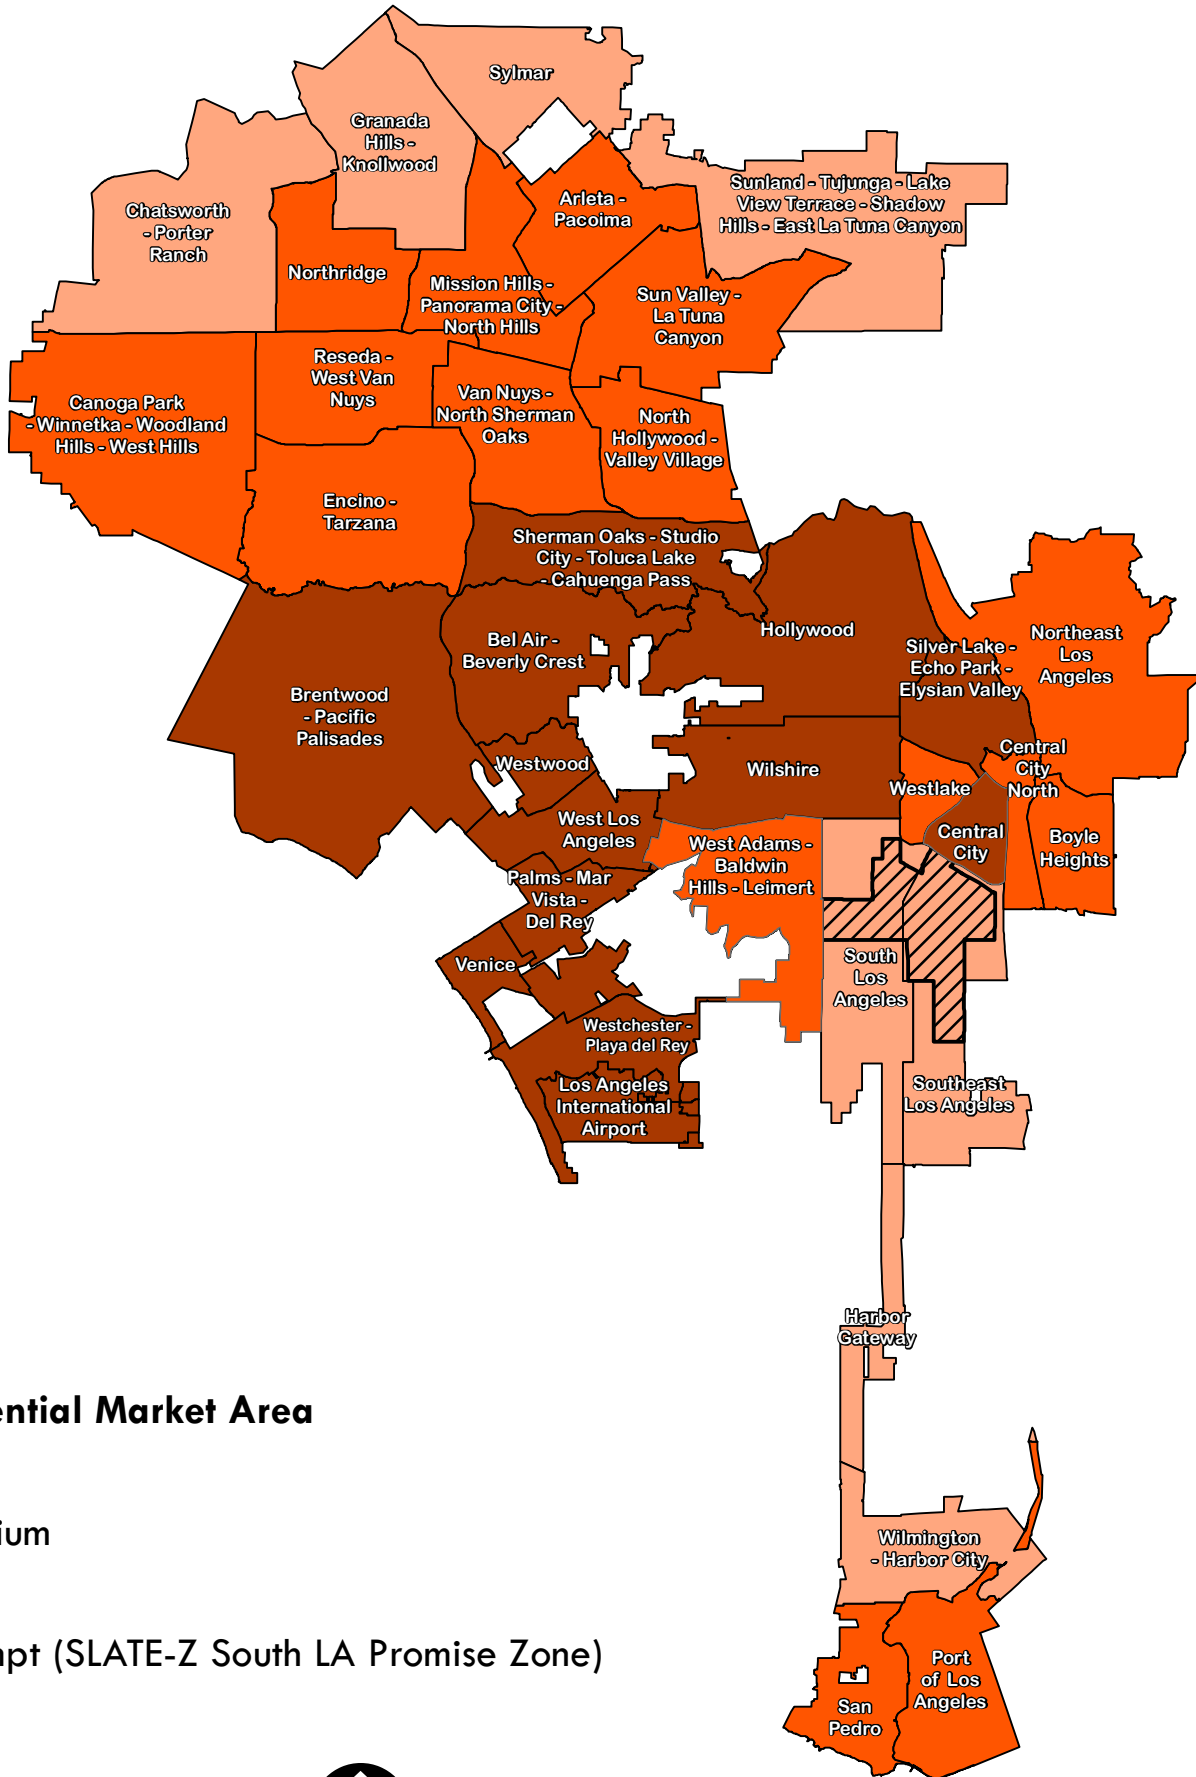 Sylmar
Granada
Hills -
Knollwood
Chatsworth
- Porter
Ranch
Arleta -
Pacoima
Sunland - Tujunga - Lake
View Terrace - Shadow
Hills - East La Tuna Canyon
Northridge
Mission Hills -
Panorama City -
North Hills
Sun Valley -
La Tuna
Canyon
Reseda -
West Van
Nuys
Canoga Park
- Winnetka - Woodland
Hills - West Hills
Van Nuys -
North Sherman
Oaks
North
Hollywood -
Valley Village
Encino -
Tarzana
Sherman Oaks - Studio
City - Toluca Lake
- Cahuenga Pass
Hollywood
Bel Air -
Beverly Crest
Silver Lake -
Echo Park -
Elysian Valley
Northeast
Los
Angeles
Brentwood
- Pacific
Palisades
Westwood
Wilshire
Central
City
North
Westlake
West Los
Angeles
West Adams -
Baldwin
Hills - Leimert
Central
City
Boyle
Heights
Palms - Mar
Vista -
Del Rey
Venice
South
Los
Angeles
Westchester -
Playa del Rey
Los Angeles
International
Airport
Southeast
Los Angeles
Harbor
Gateway
ential Market Area
ium
Wilmington
- Harbor City
npt (SLATE-Z South LA Promise Zone)
Port
of Los
Angeles
San
Pedro